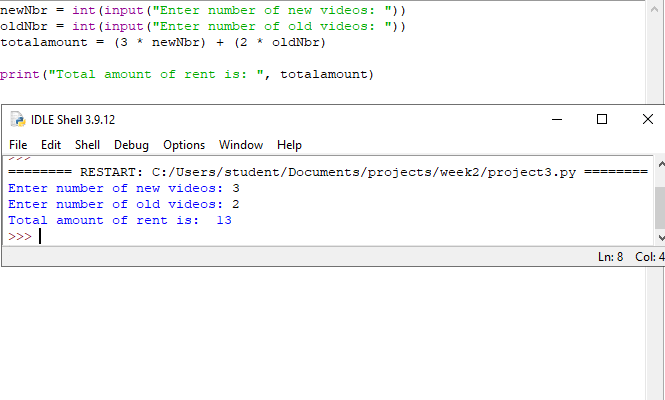 newNbr = int(input("Enter number of new videos: "))
oldNbr = int(input("Enter number of old videos: "))
totalamount = (3 * newNbr) + (2 * oldNbr)
print("Total amount of rent is: ", totalamount)
IDLE Shell 3.9.12
File Edit Shell Debug Options Window Help
>>>
======== RESTART: C:/Users/student/Documents/projects/week2/project3.py ========
Enter number of new videos: 3
Enter number of old videos: 2
Total amount of rent is:  13
>>>
Ln: 8 Col: 4